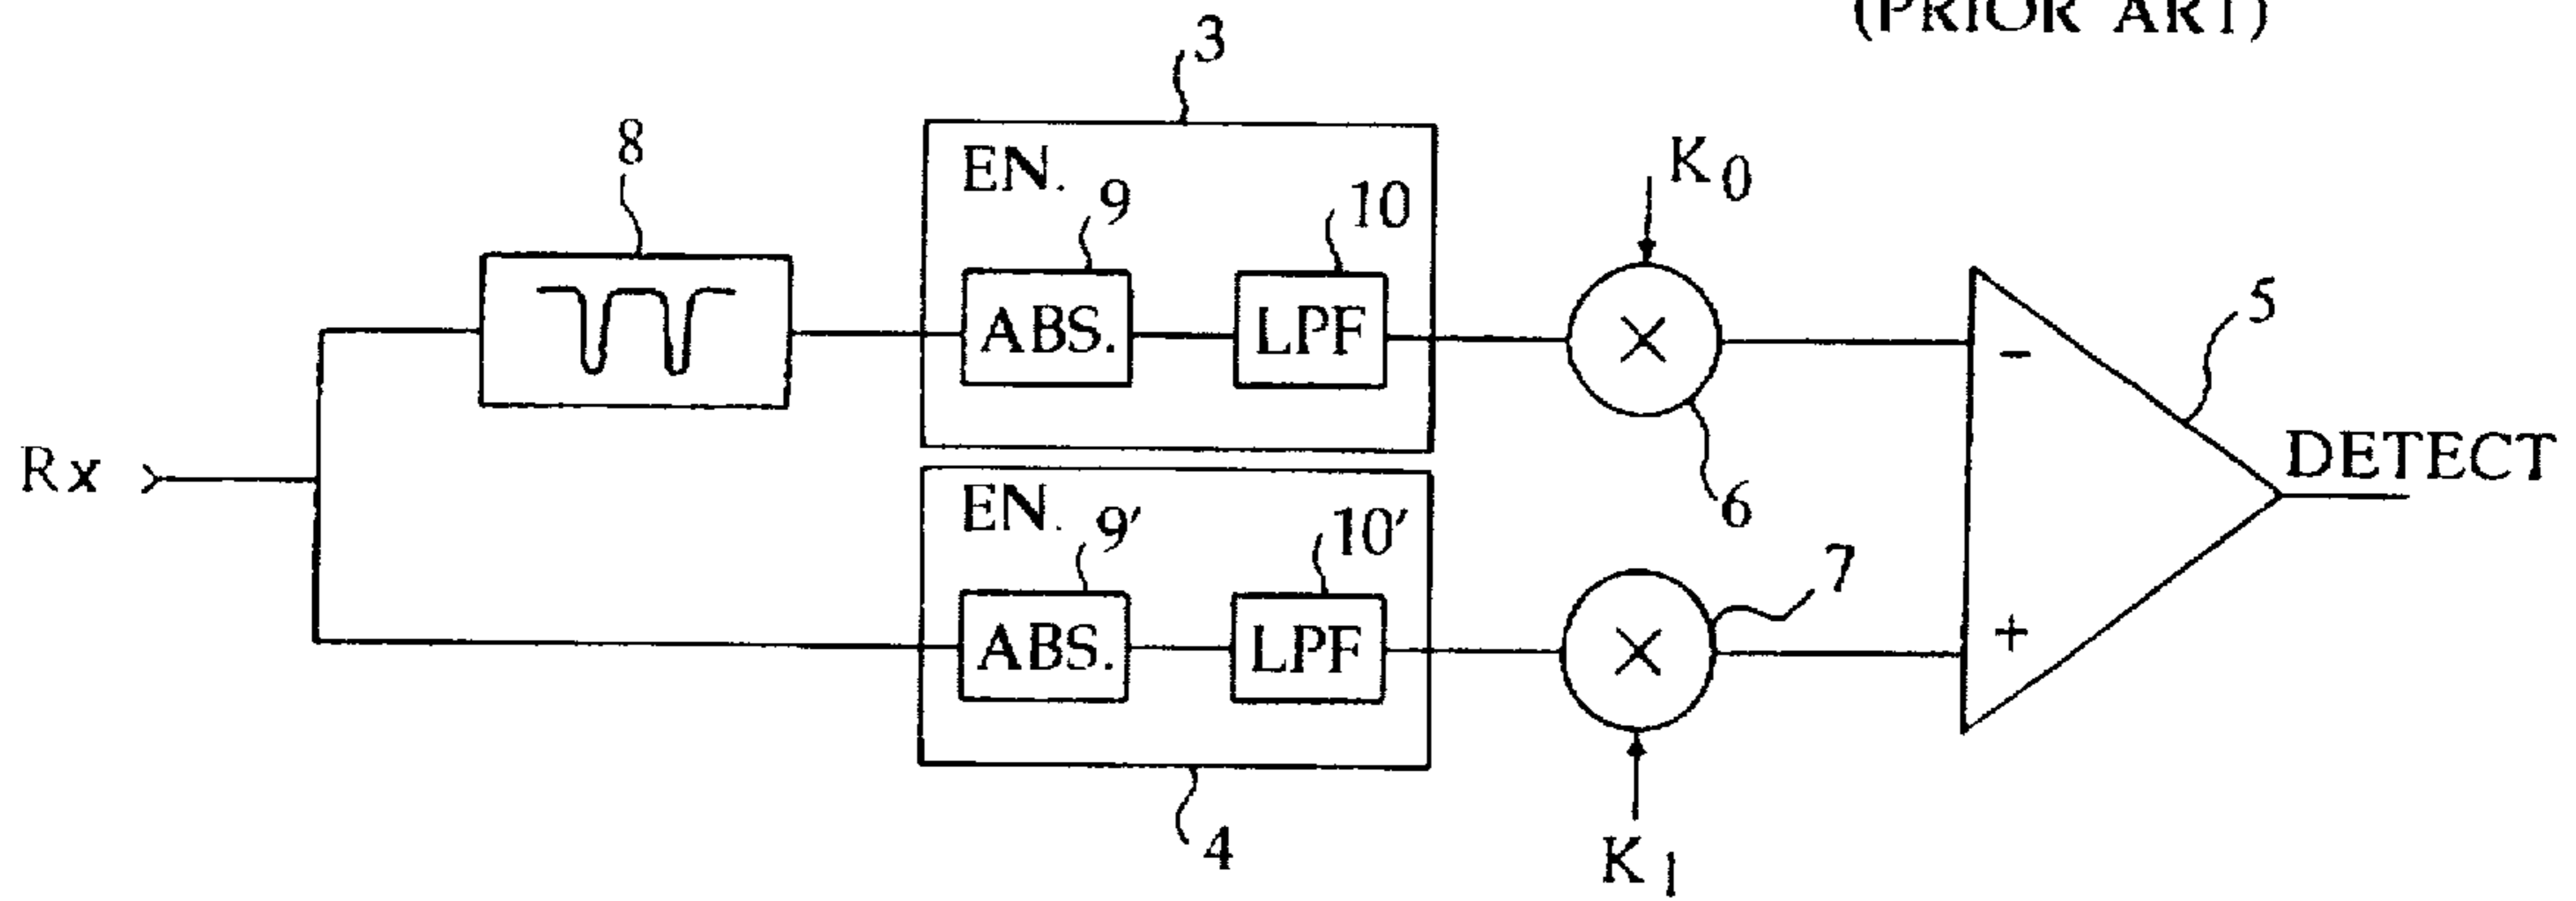 (PRIOR ART)
3
8
EN.
9
10
K0
ABS.
LPF
×
−
5
6
Rx
DETECT
EN.
9′
10′
7
ABS.
LPF
×
+
4
K1